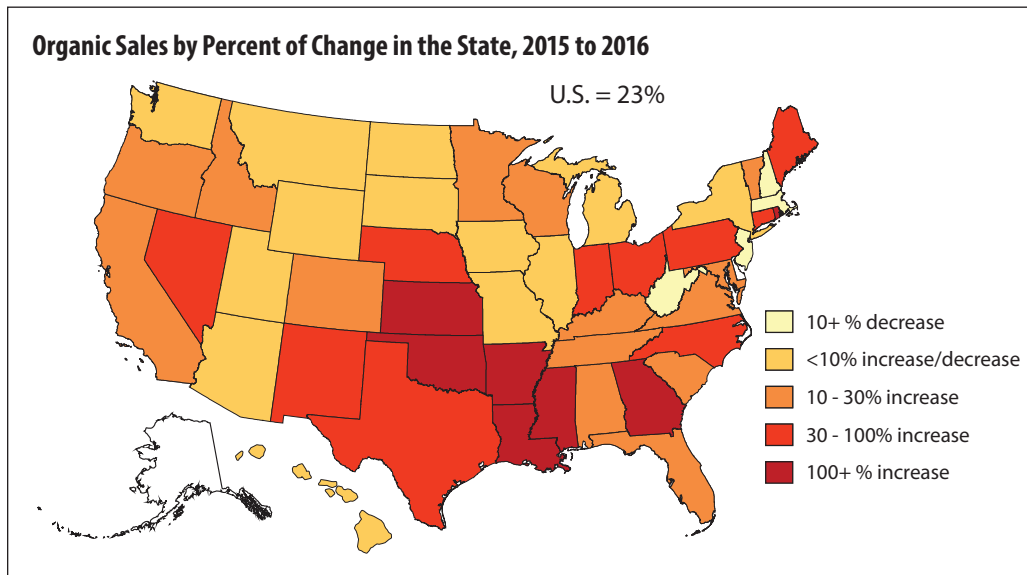 Organic Sales by Percent of Change in the State, 2015 to 2016
U.S. = 23%
10+ % decrease
<10% increase/decrease
10 - 30% increase
30 - 100% increase
100+ % increase